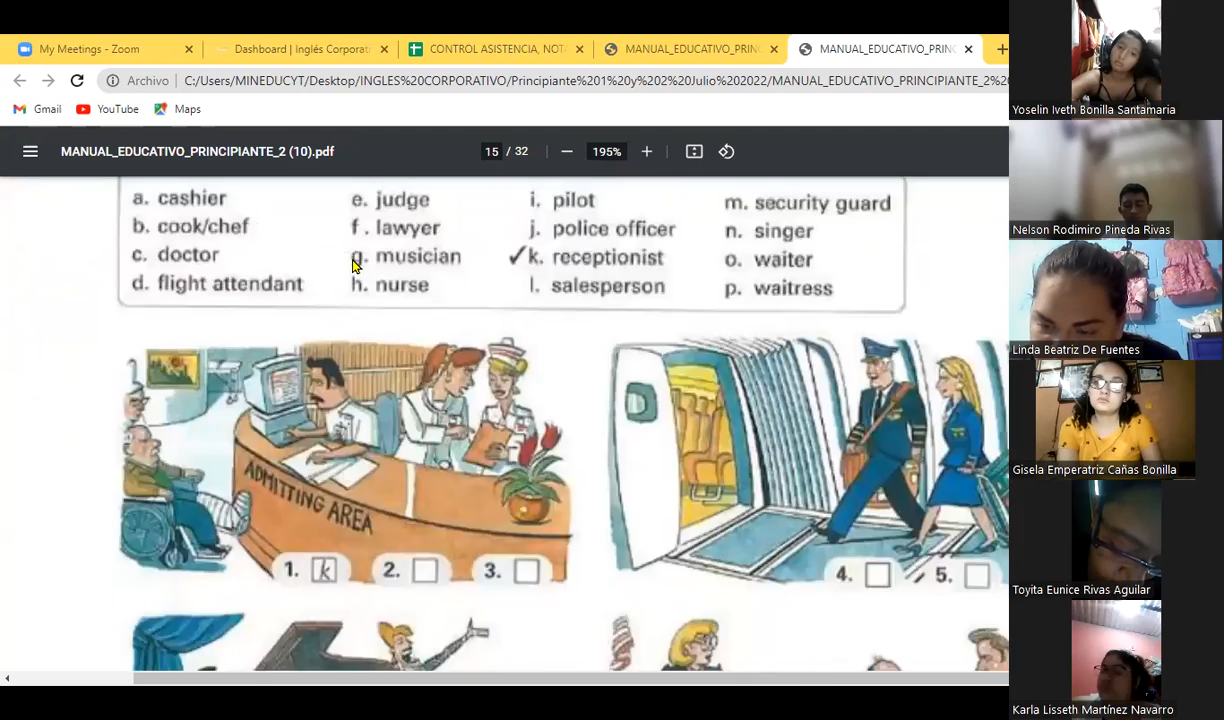 My Meetings - Zoom
Dashboard | Inglés Corporat
CONTROL ASISTENCIA, NOT
MANUAL_EDUCATIVO_PRINC
MANUAL_EDUCATIVO_PRINC
Archivo C:/Users/MINEDUCYT/Desktop/INGLES%20CORPORATIVO/Principiante%201%20y%202%20Julio%202022/MANUAL_EDUCATIVO_PRINCIPIANTE_2%
Gmail YouTube Maps
MANUAL_EDUCATIVO_PRINCIPIANTE_2 (10).pdf
15 / 32
195%
a. cashier
b. cook/chef
c. doctor
d. flight attendant
e. judge
f. lawyer
g. musician
h. nurse
i. pilot
j. police officer
✓k. receptionist
l. salesperson
m. security guard
n. singer
o. waiter
p. waitress
ADMITTING AREA
1. k
2.
3.
4.
5.
Yoselin Iveth Bonilla Santamaria
Nelson Rodimiro Pineda Rivas
Linda Beatriz De Fuentes
Gisela Emperatriz Cañas Bonilla
Toyita Eunice Rivas Aguilar
Karla Lisseth Martínez Navarro